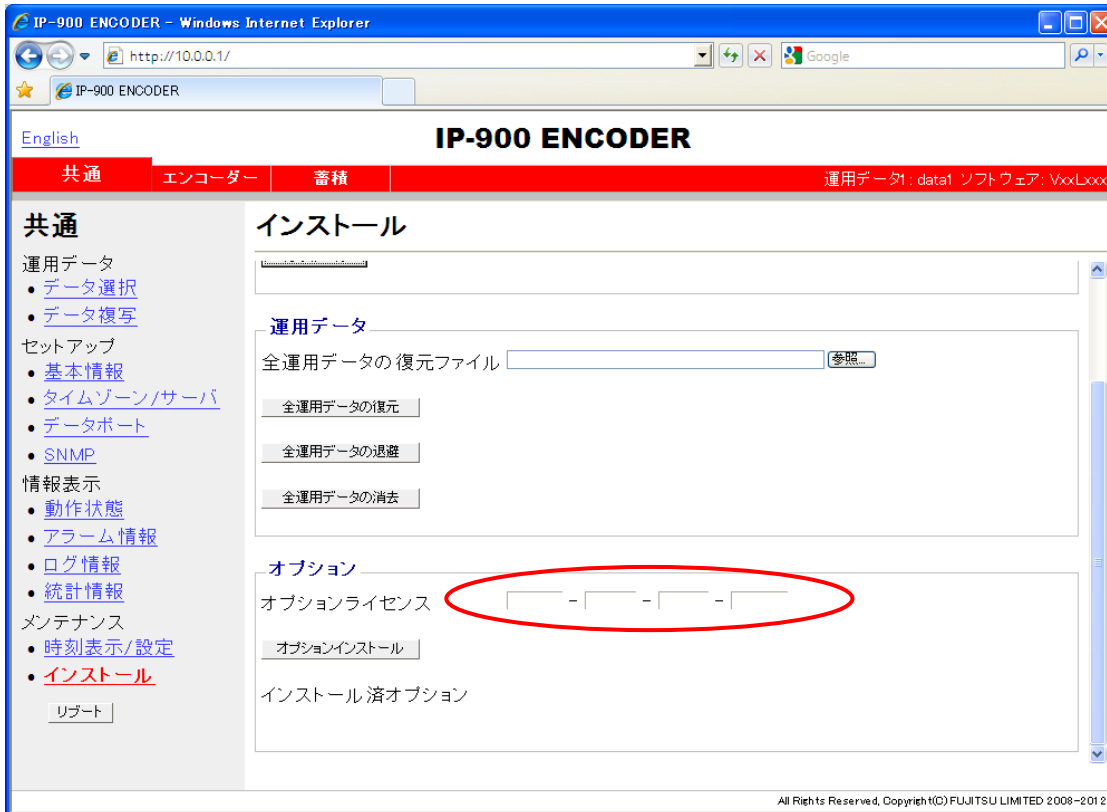 IP-900 ENCODER - Windows Internet Explorer
http://10.0.0.1/
Google
IP-900 ENCODER
English
IP-900 ENCODER
共通
エンコーダー
蓄積
運用データ1 : data1 ソフトウェア: VxxLxxx
共通
運用データ
• データ選択
• データ複写
セットアップ
• 基本情報
• タイムゾーン/サーバ
• データポート
• SNMP
情報表示
• 動作状態
• アラーム情報
• ログ情報
• 統計情報
メンテナンス
• 時刻表示/設定
• インストール
リブート
インストール
運用データ
全運用データの復元ファイル 参照...
全運用データの復元
全運用データの退避
全運用データの消去
オプション
オプションライセンス - - -
オプションインストール
インストール済オプション
All Rights Reserved, Copyright(C) FUJITSU LIMITED 2008-2012